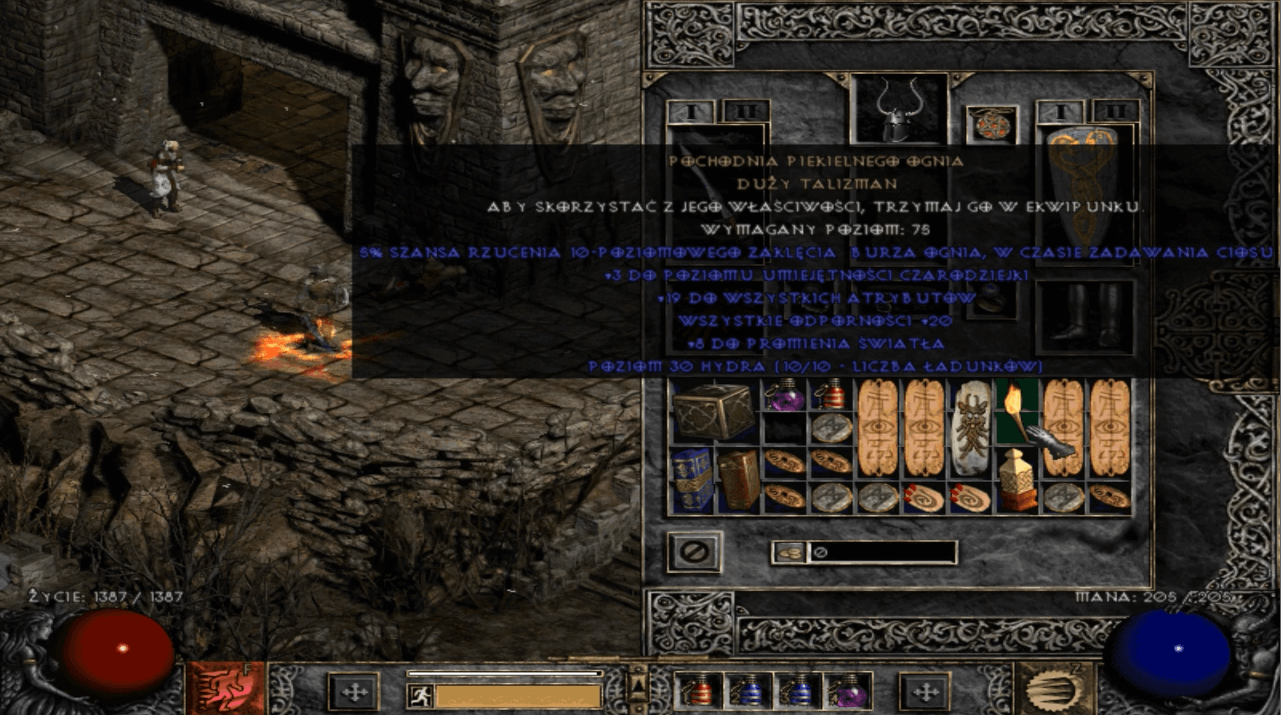 I II
I II
POCHODNIA PIEKIELNEGO OGNIA
DUŻY TALIZMAN
ABY SKORZYSTAĆ Z JEGO WŁAŚCIWOŚCI, TRZYMAJ GO W EKWIPUNKU.
WYMAGANY POZIOM: 75
5% SZANSA RZUCENIA 10-POZIOMOWEGO ZAKLĘCIA BURZA OGNIA, W CZASIE ZADAWANIA CIOSU
+3 DO POZIOMU UMIEJĘTNOŚCI CZARODZIEJKI
+19 DO WSZYSTKICH ATRYBUTÓW
WSZYSTKIE ODPORNOŚCI +20
+8 DO PROMIENIA ŚWIATŁA
POZIOM 30 HYDRA (10/10 - LICZBA ŁADUNKÓW)
ŻYCIE: 1387 / 1387
MANA: 205 / 205
F
Z